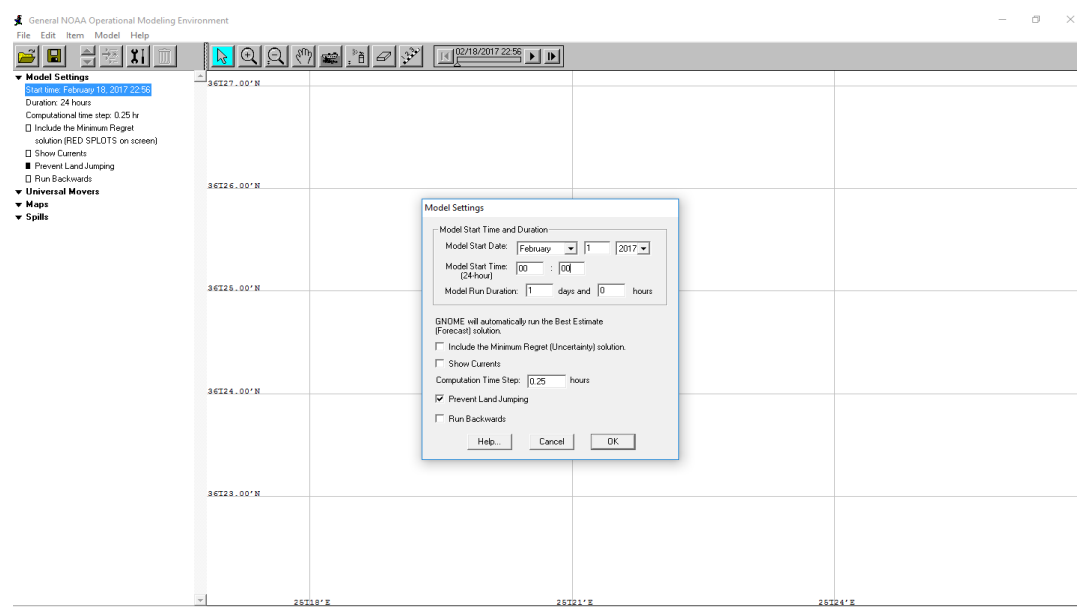 General NOAA Operational Modeling Environment
File Edit Item Model Help
02/18/2017 22:56
Model Settings
Start time: February 18, 2017 22:56
Duration: 24 hours
Computational time step: 0.25 hr
Include the Minimum Regret
solution (RED SPLOTS on screen)
Show Currents
Prevent Land Jumping
Run Backwards
Universal Movers
Maps
Spills
36┬27.00'N
36┬26.00'N
36┬25.00'N
36┬24.00'N
36┬23.00'N
25┬18'E 25┬21'E 25┬24'E
Model Settings
Model Start Time and Duration
Model Start Date: February 1 2017
Model Start Time: 00 : 00
(24-hour)
Model Run Duration: 1 days and 0 hours
GNOME will automatically run the Best Estimate
(Forecast) solution.
Include the Minimum Regret (Uncertainty) solution.
Show Currents
Computation Time Step: 0.25 hours
Prevent Land Jumping
Run Backwards
Help... Cancel OK